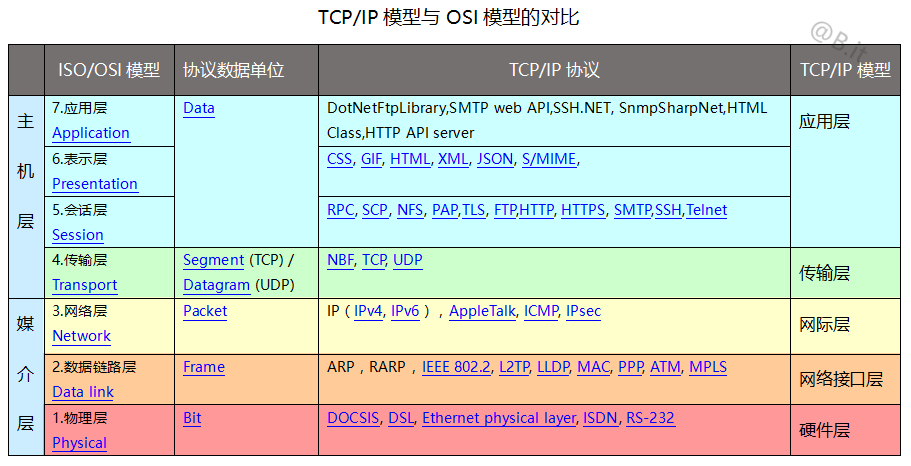 TCP/IP 模型与 OSI 模型的对比
@B.it
ISO/OSI 模型 协议数据单位 TCP/IP 协议 TCP/IP 模型
主机层
7.应用层
Application
Data
DotNetFtpLibrary,SMTP web API,SSH.NET, SnmpSharpNet,HTML
Class,HTTP API server
应用层
6.表示层
Presentation
CSS, GIF, HTML, XML, JSON, S/MIME,
5.会话层
Session
RPC, SCP, NFS, PAP,TLS, FTP,HTTP, HTTPS, SMTP,SSH,Telnet
4.传输层
Transport
Segment (TCP) /
Datagram (UDP)
NBF, TCP, UDP
传输层
媒介层
3.网络层
Network
Packet
IP（IPv4, IPv6），AppleTalk, ICMP, IPsec
网际层
2.数据链路层
Data link
Frame
ARP，RARP，IEEE 802.2, L2TP, LLDP, MAC, PPP, ATM, MPLS
网络接口层
1.物理层
Physical
Bit
DOCSIS, DSL, Ethernet physical layer, ISDN, RS-232
硬件层